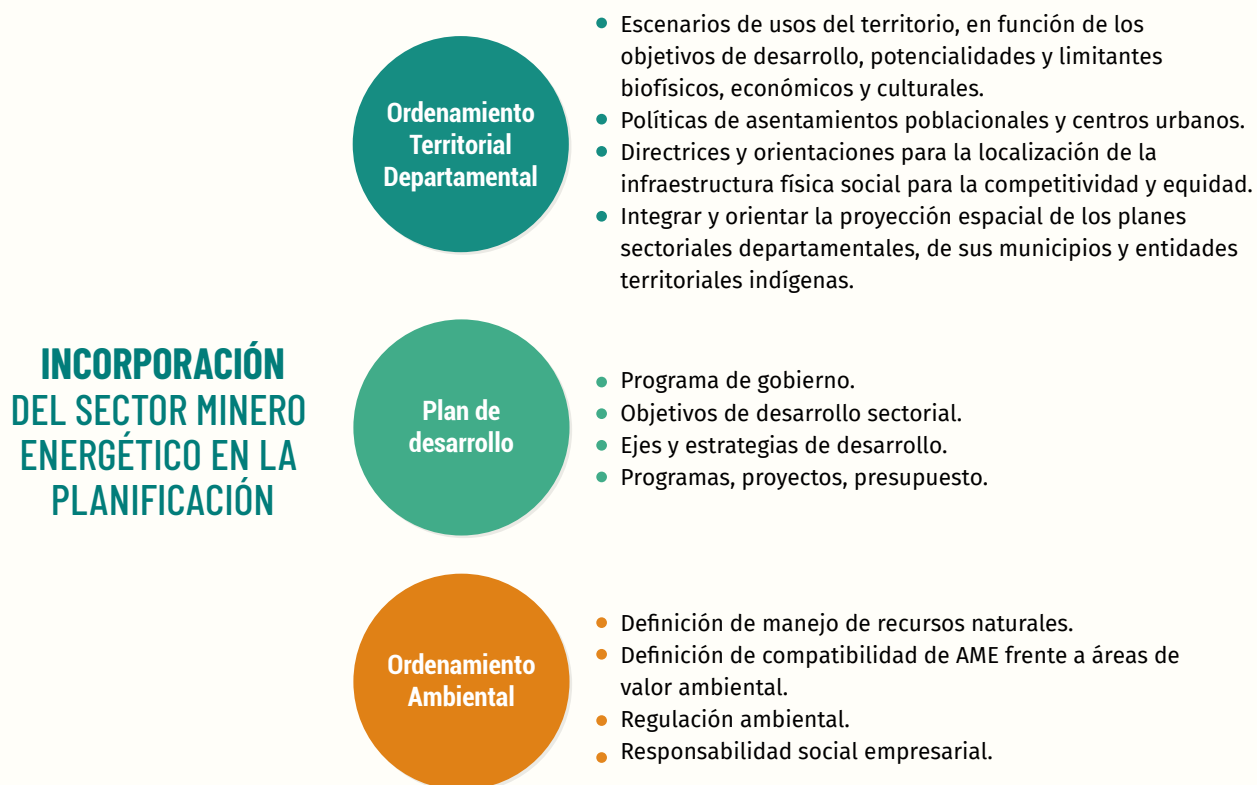 INCORPORACIÓN
DEL SECTOR MINERO
ENERGÉTICO EN LA
PLANIFICACIÓN
Ordenamiento
Territorial
Departamental
Escenarios de usos del territorio, en función de los
objetivos de desarrollo, potencialidades y limitantes
biofísicos, económicos y culturales.
Políticas de asentamientos poblacionales y centros urbanos.
Directrices y orientaciones para la localización de la
infraestructura física social para la competitividad y equidad.
Integrar y orientar la proyección espacial de los planes
sectoriales departamentales, de sus municipios y entidades
territoriales indígenas.
Plan de
desarrollo
Programa de gobierno.
Objetivos de desarrollo sectorial.
Ejes y estrategias de desarrollo.
Programas, proyectos, presupuesto.
Ordenamiento
Ambiental
Definición de manejo de recursos naturales.
Definición de compatibilidad de AME frente a áreas de
valor ambiental.
Regulación ambiental.
Responsabilidad social empresarial.